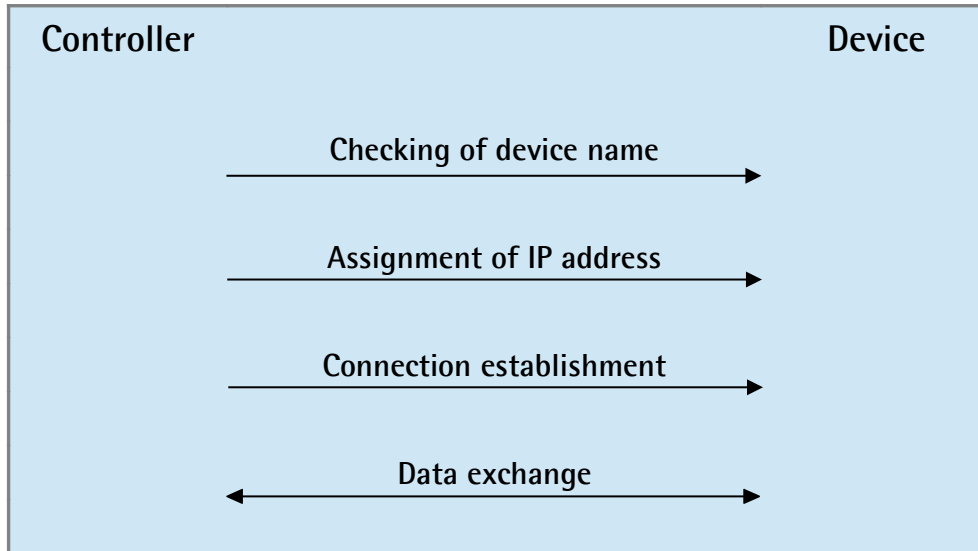 Controller
Device
Checking of device name
Assignment of IP address
Connection establishment
Data exchange